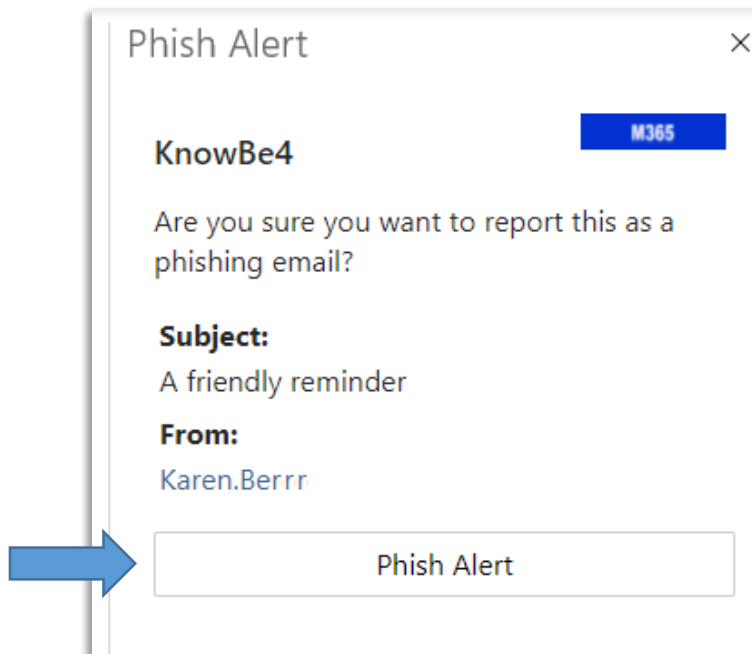 Phish Alert
KnowBe4
M365
Are you sure you want to report this as a
phishing email?
Subject:
A friendly reminder
From:
Karen.Berrr
Phish Alert